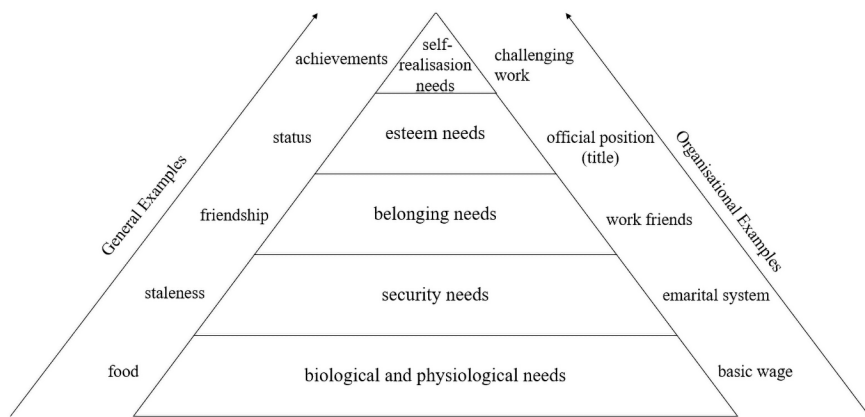 achievements
self-
realisasion
needs
challenging
work
status
esteem needs
official position
(title)
General Examples
Organisational Examples
friendship
belonging needs
work friends
staleness
security needs
emarital system
food
biological and physiological needs
basic wage